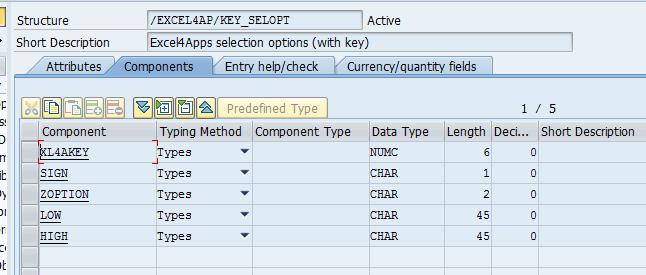 Structure /EXCEL4AP/KEY_SELOPT Active
Short Description Excel4Apps selection options (with key)
Attributes Components Entry help/check Currency/quantity fields
Predefined Type 1 / 5
Component Typing Method Component Type Data Type Length Deci... Short Description
XL4AKEY Types NUMC 6 0
SIGN Types CHAR 1 0
ZOPTION Types CHAR 2 0
LOW Types CHAR 45 0
HIGH Types CHAR 45 0